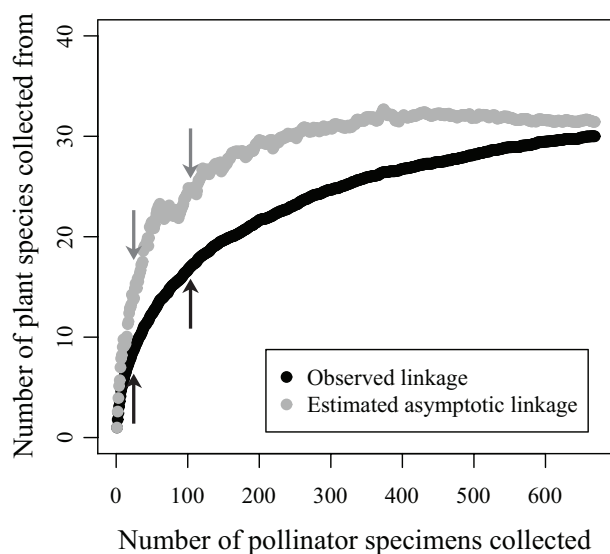 Number of plant species collected from
40
30
20
10
0
Observed linkage
Estimated asymptotic linkage
0 100 200 300 400 500 600
Number of pollinator specimens collected